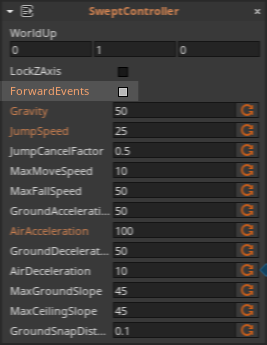 SweptController
WorldUp
0 1 0
LockZAxis
ForwardEvents
Gravity 50
JumpSpeed 25
JumpCancelFactor 0.5
MaxMoveSpeed 10
MaxFallSpeed 50
GroundAccelerati... 50
AirAcceleration 100
GroundDecelerat... 50
AirDeceleration 10
MaxGroundSlope 45
MaxCeilingSlope 45
GroundSnapDist... 0.1